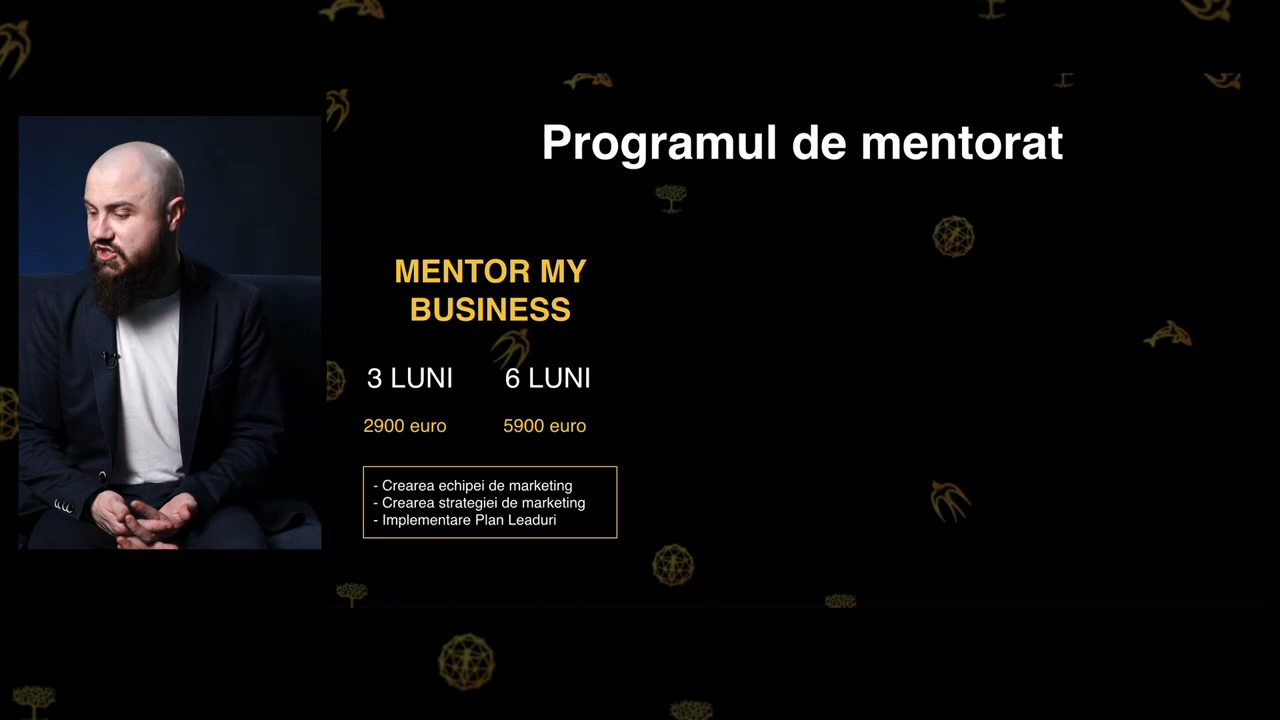 Programul de mentorat
MENTOR MY
BUSINESS
3 LUNI
6 LUNI
2900 euro
5900 euro
- Crearea echipei de marketing
- Crearea strategiei de marketing
- Implementare Plan Leaduri